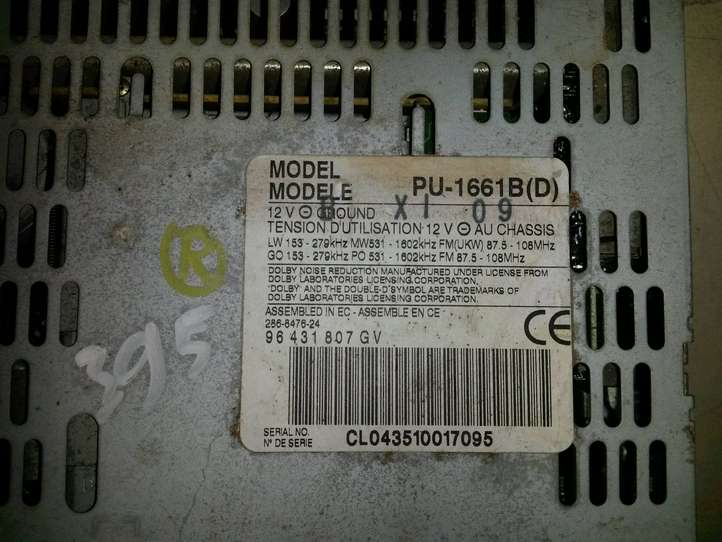 MODEL
MODELE PU-1661B(D)
12 V ⊖ GROUND
B XI 09
TENSION D'UTILISATION 12 V ⊖ AU CHASSIS
LW 153 - 279kHz MW531 - 1602kHz FM(UKW) 87.5 - 108MHz
GO 153 - 279kHz PO 531 - 1602kHz FM 87.5 - 108MHz
DOLBY NOISE REDUCTION MANUFACTURED UNDER LICENSE FROM
DOLBY LABORATORIES LICENSING CORPORATION.
"DOLBY" AND THE DOUBLE-D SYMBOL ARE TRADEMARKS OF
DOLBY LABORATORIES LICENSING CORPORATION.
ASSEMBLED IN EC - ASSEMBLE EN CE
286-8476-24
96 431 807 GV
CE
SERIAL NO.
N° DE SERIE CL043510017095
R
395